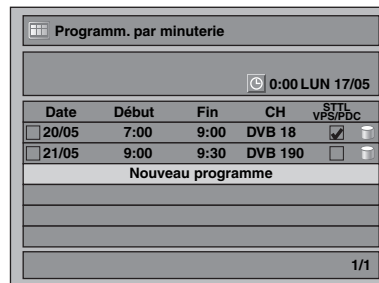 Programm. par minuterie
0:00 LUN 17/05
Date Début Fin CH STTL VPS/PDC
20/05 7:00 9:00 DVB 18
21/05 9:00 9:30 DVB 190
Nouveau programme
1/1